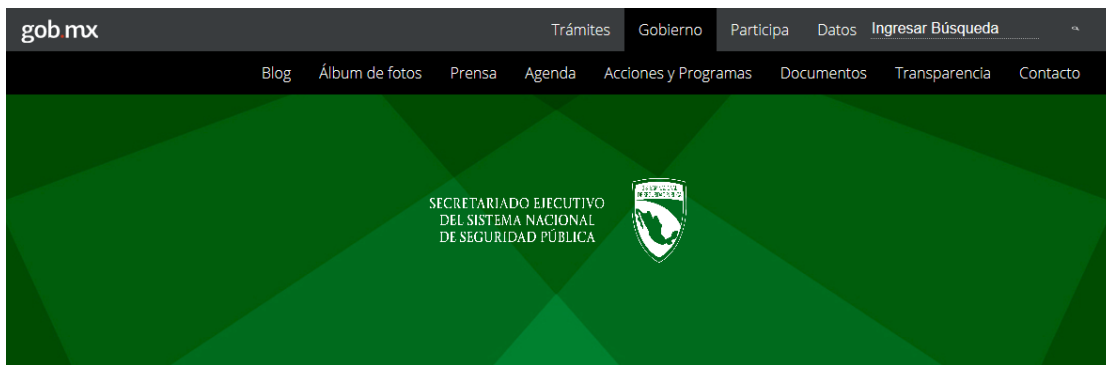 gob.mx
Trámites Gobierno Participa Datos Ingresar Búsqueda
Blog Álbum de fotos Prensa Agenda Acciones y Programas Documentos Transparencia Contacto
SECRETARIADO EJECUTIVO
DEL SISTEMA NACIONAL
DE SEGURIDAD PÚBLICA